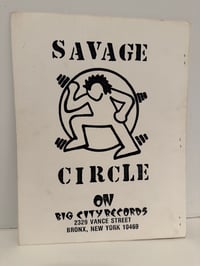 SAVAGE
CIRCLE
ON
BIG CITY RECORDS
2329 VANCE STREET
BRONX, NEW YORK 10469